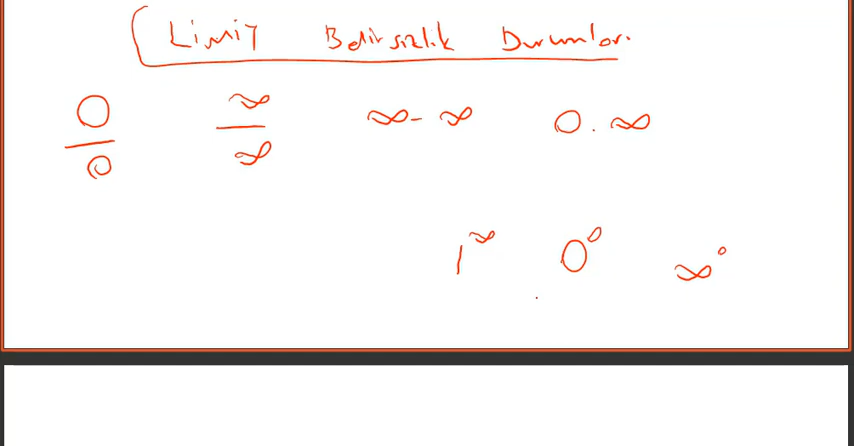 Limit Belirsizlik Durumları
0/0 ∞/∞ ∞-∞ 0.∞
1^∞ 0^0 ∞^0